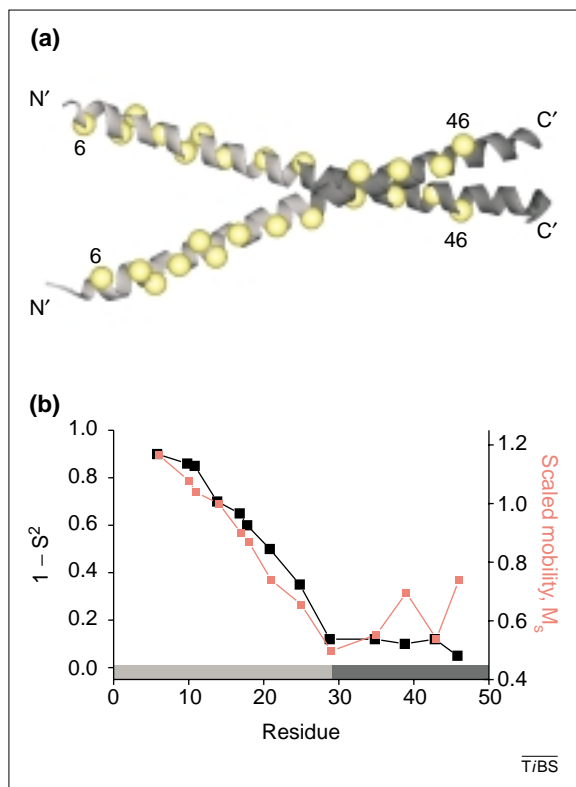 (a)
N′
6
46
C′
6
46
C′
N′
(b)
1.0
0.8
0.6
0.4
0.2
0.0
1 – S²
1.2
1.0
0.8
0.6
0.4
Scaled mobility, Mₛ
0 10 20 30 40 50
Residue
TiBS